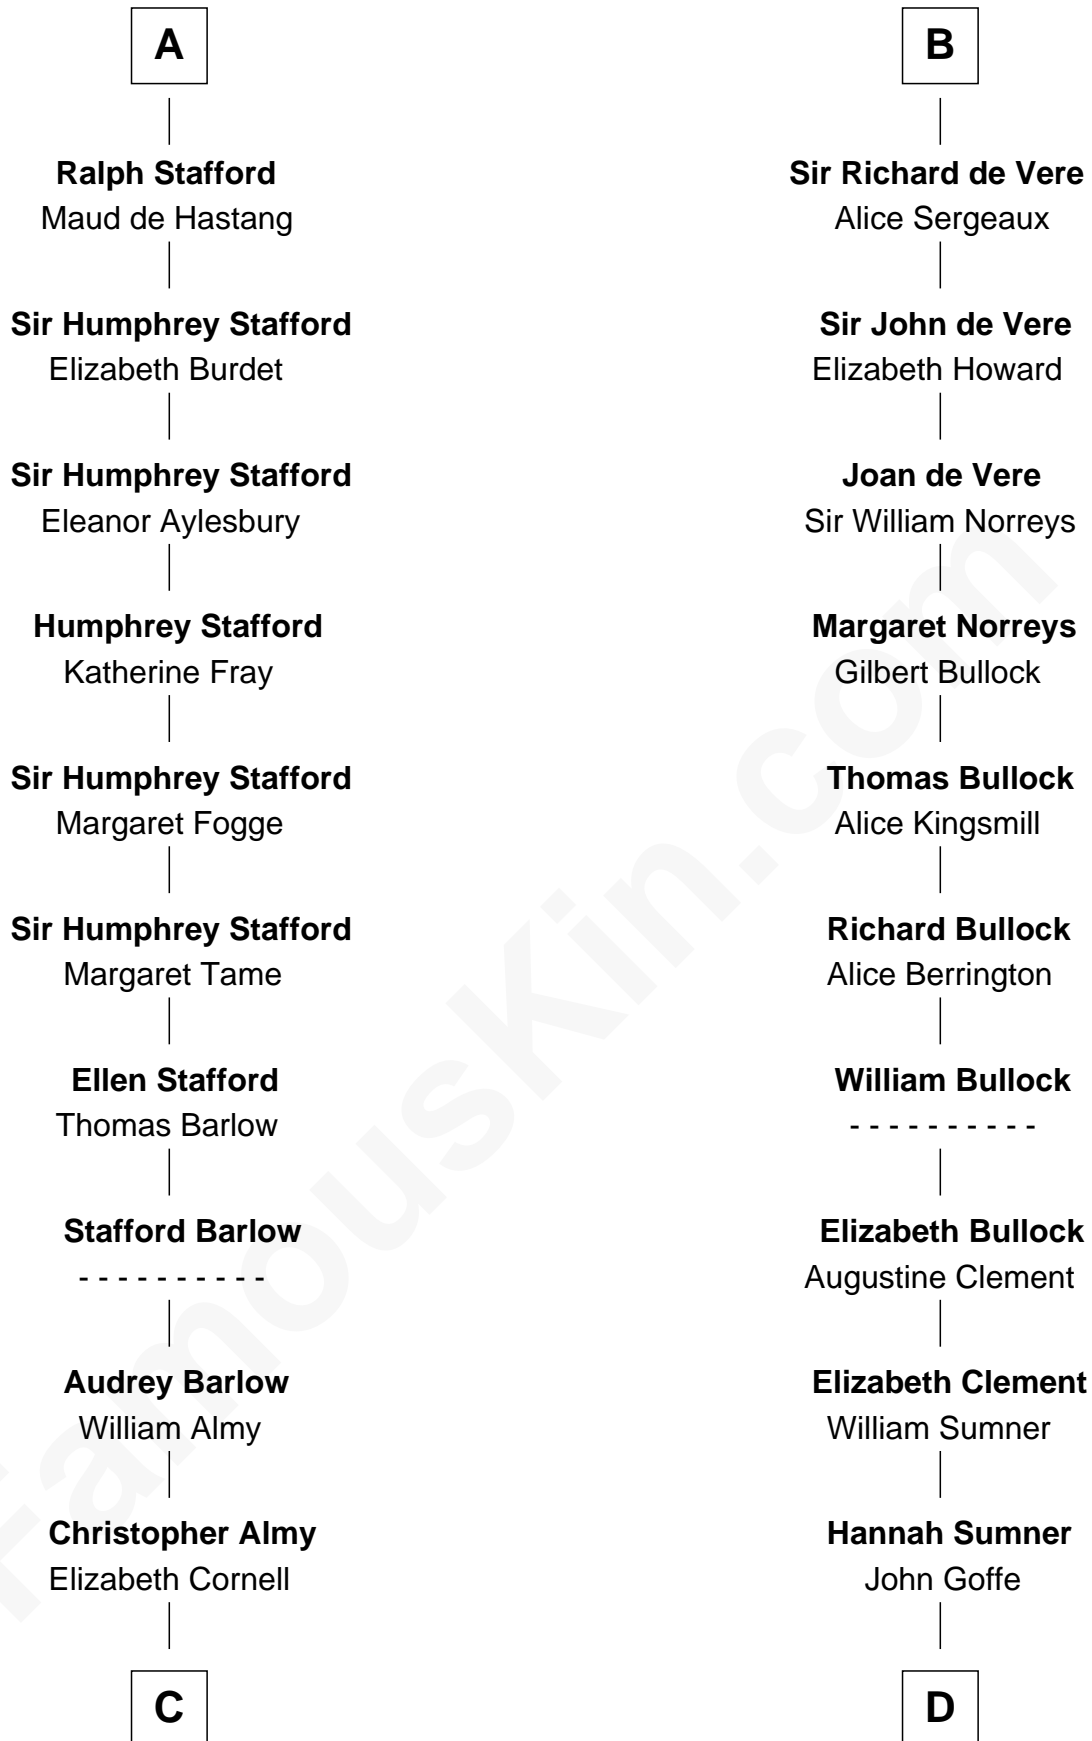 A
Ralph Stafford
Maud de Hastang
Sir Humphrey Stafford
Elizabeth Burdet
Sir Humphrey Stafford
Eleanor Aylesbury
Humphrey Stafford
Katherine Fray
Sir Humphrey Stafford
Margaret Fogge
Sir Humphrey Stafford
Margaret Tame
Ellen Stafford
Thomas Barlow
Stafford Barlow
- - - - - - - - - -
Audrey Barlow
William Almy
Christopher Almy
Elizabeth Cornell
C
B
Sir Richard de Vere
Alice Sergeaux
Sir John de Vere
Elizabeth Howard
Joan de Vere
Sir William Norreys
Margaret Norreys
Gilbert Bullock
Thomas Bullock
Alice Kingsmill
Richard Bullock
Alice Berrington
William Bullock
- - - - - - - - - -
Elizabeth Bullock
Augustine Clement
Elizabeth Clement
William Sumner
Hannah Sumner
John Goffe
D
FamousKin.com